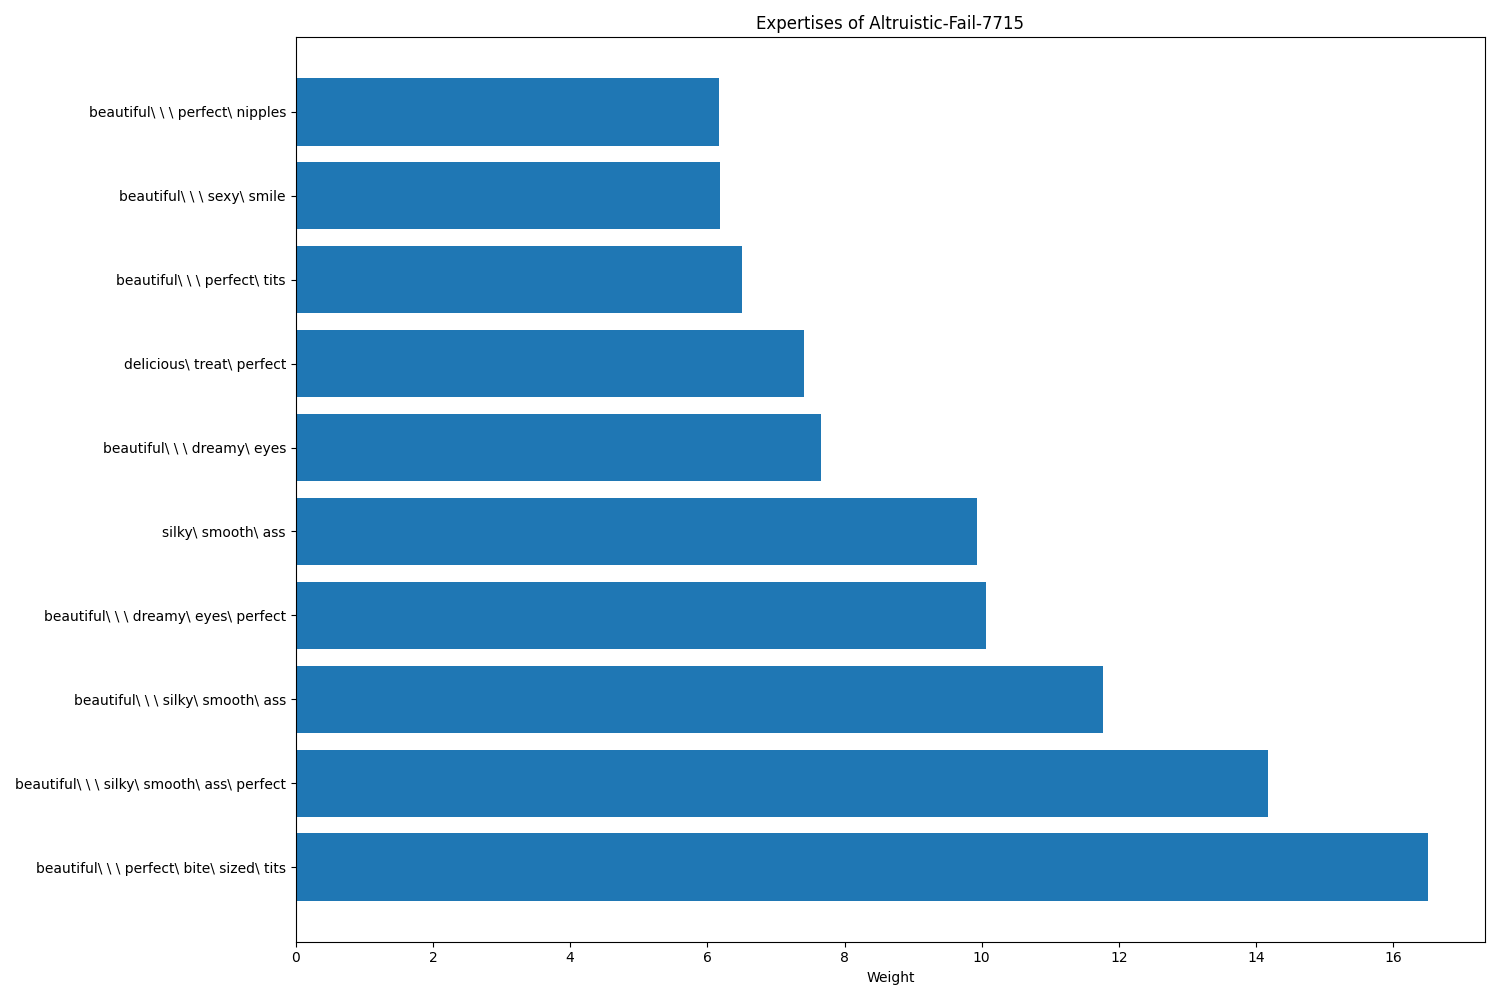 Expertises of Altruistic-Fail-7715
beautiful\ \ \ perfect\ nipples
beautiful\ \ \ sexy\ smile
beautiful\ \ \ perfect\ tits
delicious\ treat\ perfect
beautiful\ \ \ dreamy\ eyes
silky\ smooth\ ass
beautiful\ \ \ dreamy\ eyes\ perfect
beautiful\ \ \ silky\ smooth\ ass
beautiful\ \ \ silky\ smooth\ ass\ perfect
beautiful\ \ \ perfect\ bite\ sized\ tits
0 2 4 6 8 10 12 14 16
Weight